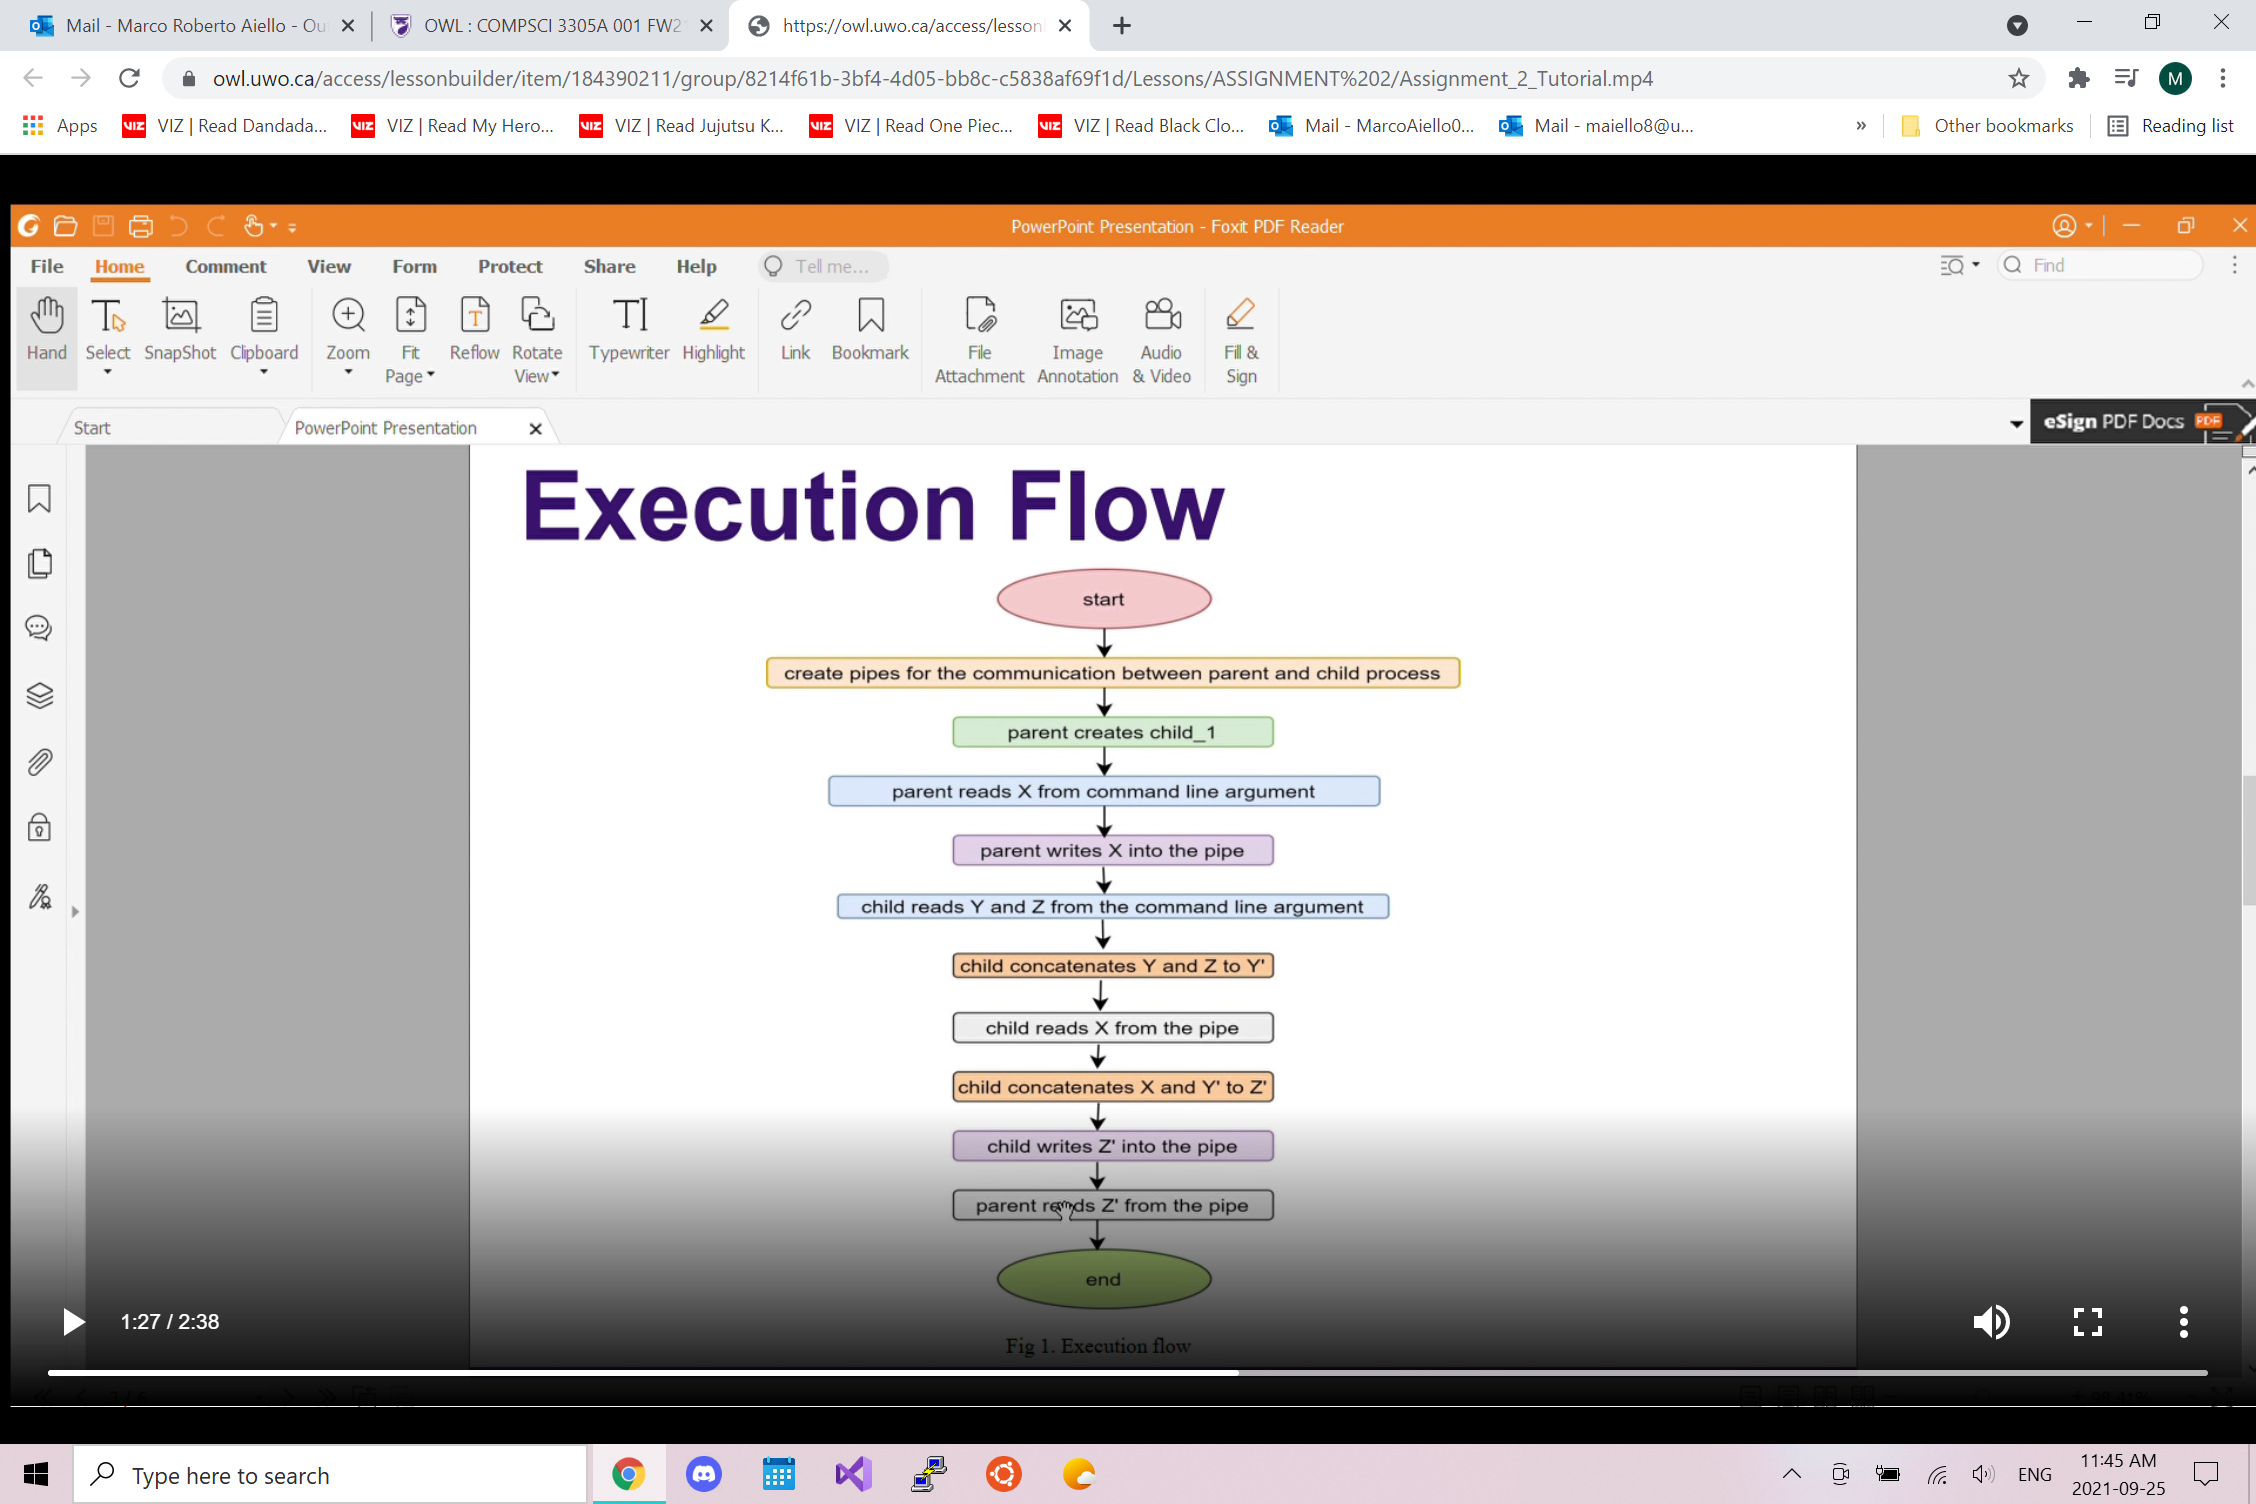 Mail - Marco Roberto Aiello - Ou
OWL : COMPSCI 3305A 001 FW2
https://owl.uwo.ca/access/lesson
owl.uwo.ca/access/lessonbuilder/item/184390211/group/8214f61b-3bf4-4d05-bb8c-c5838af69f1d/Lessons/ASSIGNMENT%202/Assignment_2_Tutorial.mp4
M
Apps
VIZ | Read Dandada...
VIZ | Read My Hero...
VIZ | Read Jujutsu K...
VIZ | Read One Piec...
VIZ | Read Black Clo...
Mail - MarcoAiello0...
Mail - maiello8@u...
»
Other bookmarks
Reading list
PowerPoint Presentation - Foxit PDF Reader
File Home Comment View Form Protect Share Help Tell me...
Find
Hand
Select
SnapShot
Clipboard
Zoom
Fit Page
Reflow
Rotate View
Typewriter
Highlight
Link
Bookmark
File Attachment
Image Annotation
Audio & Video
Fill & Sign
Start
PowerPoint Presentation
eSign PDF Docs PDF
Execution Flow
start
create pipes for the communication between parent and child process
parent creates child_1
parent reads X from command line argument
parent writes X into the pipe
child reads Y and Z from the command line argument
child concatenates Y and Z to Y'
child reads X from the pipe
child concatenates X and Y' to Z'
child writes Z' into the pipe
parent reads Z' from the pipe
end
Fig 1. Execution flow
1:27 / 2:38
Type here to search
ENG
11:45 AM
2021-09-25